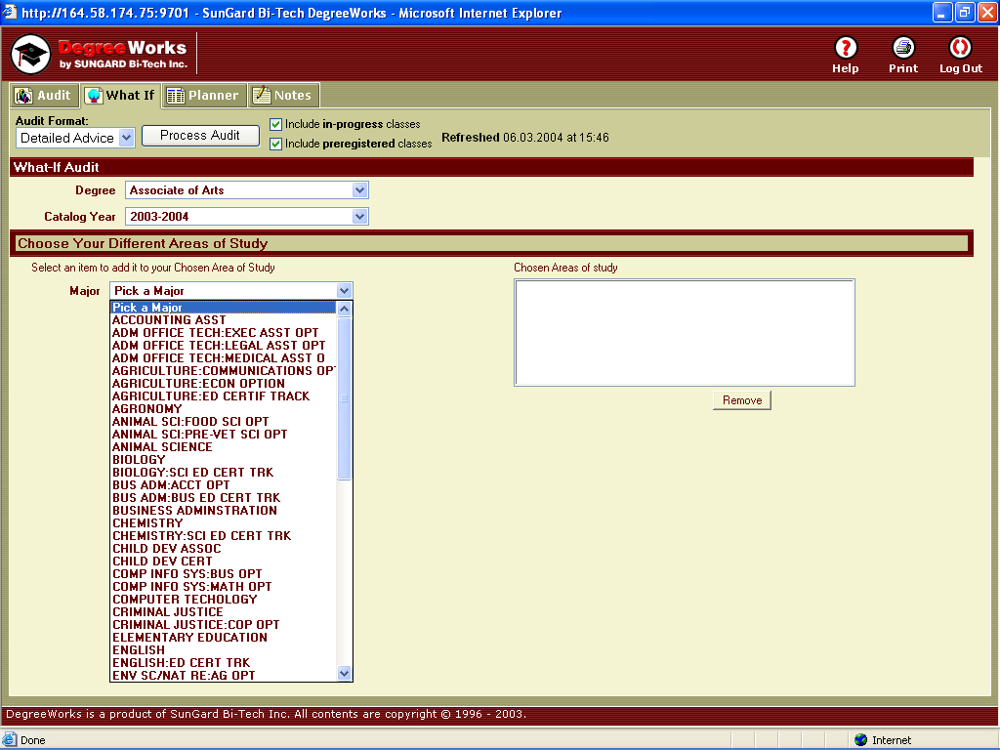 http://164.58.174.75:9701 - SunGard Bi-Tech DegreeWorks - Microsoft Internet Explorer
DegreeWorks
by SUNGARD Bi-Tech Inc.
Help
Print
Log Out
Audit
What If
Planner
Notes
Audit Format:
Detailed Advice
Process Audit
Include in-progress classes
Include preregistered classes
Refreshed 06.03.2004 at 15:46
What-If Audit
Degree
Associate of Arts
Catalog Year
2003-2004
Choose Your Different Areas of Study
Select an item to add it to your Chosen Area of Study
Chosen Areas of study
Major
Pick a Major
Pick a Major
ACCOUNTING ASST
ADM OFFICE TECH:EXEC ASST OPT
ADM OFFICE TECH:LEGAL ASST OPT
ADM OFFICE TECH:MEDICAL ASST O
AGRICULTURE:COMMUNICATIONS OPT
AGRICULTURE:ECON OPTION
AGRICULTURE:ED CERTIF TRACK
AGRONOMY
ANIMAL SCI:FOOD SCI OPT
ANIMAL SCI:PRE-VET SCI OPT
ANIMAL SCIENCE
BIOLOGY
BIOLOGY:SCI ED CERT TRK
BUS ADM:ACCT OPT
BUS ADM:BUS ED CERT TRK
BUSINESS ADMINSTRATION
CHEMISTRY
CHEMISTRY:SCI ED CERT TRK
CHILD DEV ASSOC
CHILD DEV CERT
COMP INFO SYS:BUS OPT
COMP INFO SYS:MATH OPT
COMPUTER TECHOLOGY
CRIMINAL JUSTICE
CRIMINAL JUSTICE:COP OPT
ELEMENTARY EDUCATION
ENGLISH
ENGLISH:ED CERT TRK
ENV SC/NAT RE:AG OPT
Remove
DegreeWorks is a product of SunGard Bi-Tech Inc. All contents are copyright © 1996 - 2003.
Done
Internet